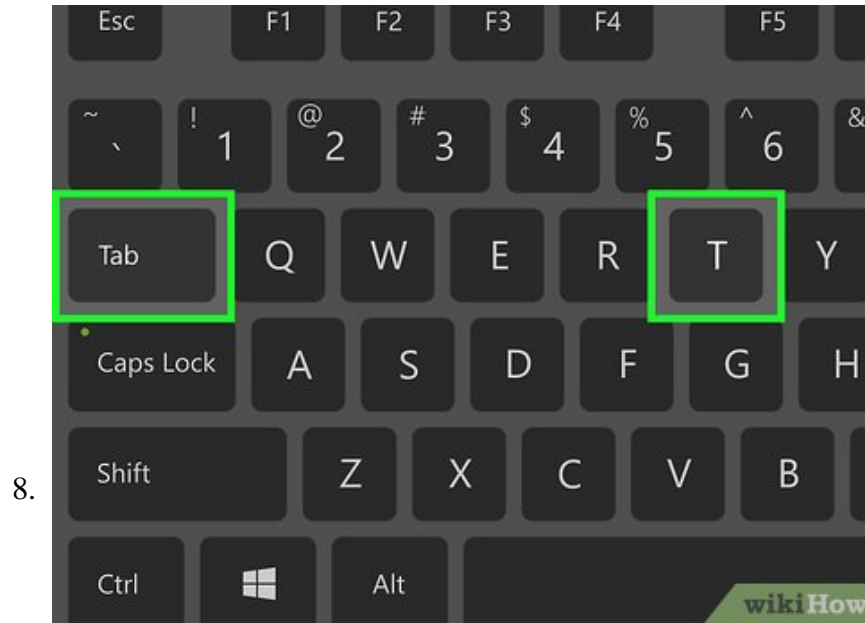 Esc F1 F2 F3 F4 F5
~ ` ! 1 @ 2 # 3 $ 4 % 5 ^ 6 &
Tab Q W E R T Y
Caps Lock A S D F G H
8. Shift Z X C V B
Ctrl Alt
wikiHow